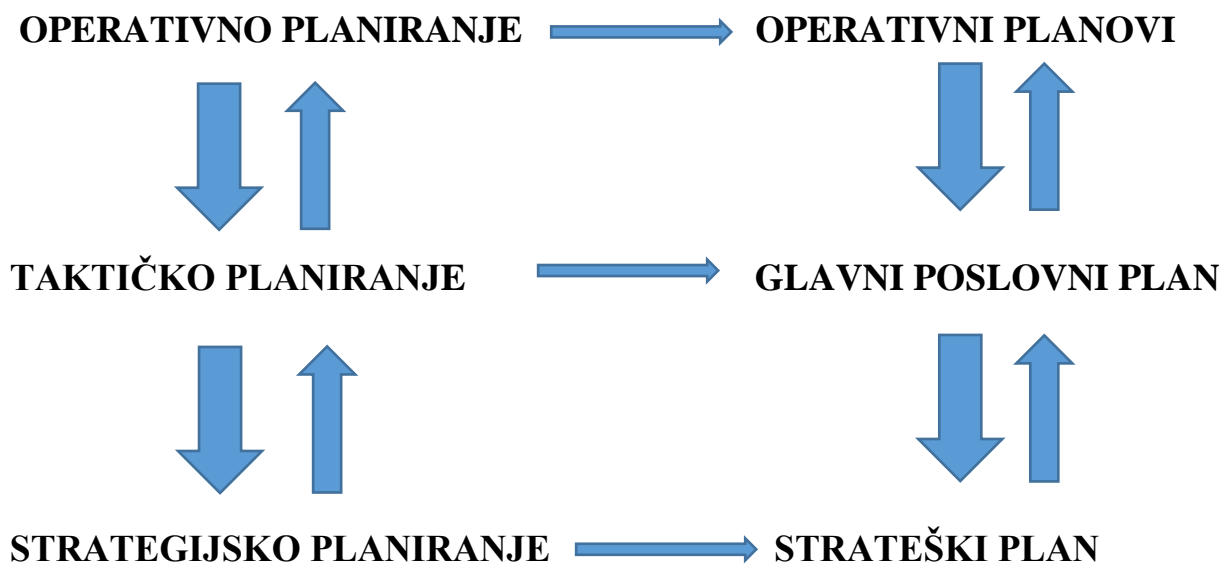 OPERATIVNO PLANIRANJE OPERATIVNI PLANOVI
TAKTIČKO PLANIRANJE GLAVNI POSLOVNI PLAN
STRATEGIJSKO PLANIRANJE STRATEŠKI PLAN